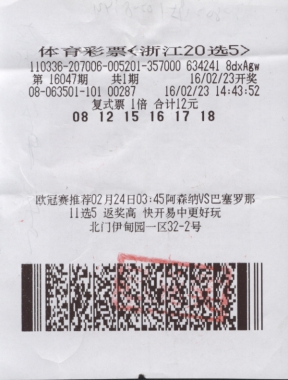 体育彩票<浙江20选5>
110336-207006-005201-357000 634241 8dxAgw
第 16047期 共1期 16/02/23开奖
08-063501-101 00287 16/02/23 14:43:52
复式票 1倍 合计12元
08 12 15 16 17 18
欧冠赛推荐02月24日03:45阿森纳VS巴塞罗那
11选5 返奖高 快开易中更好玩
北门伊甸园一区32-2号